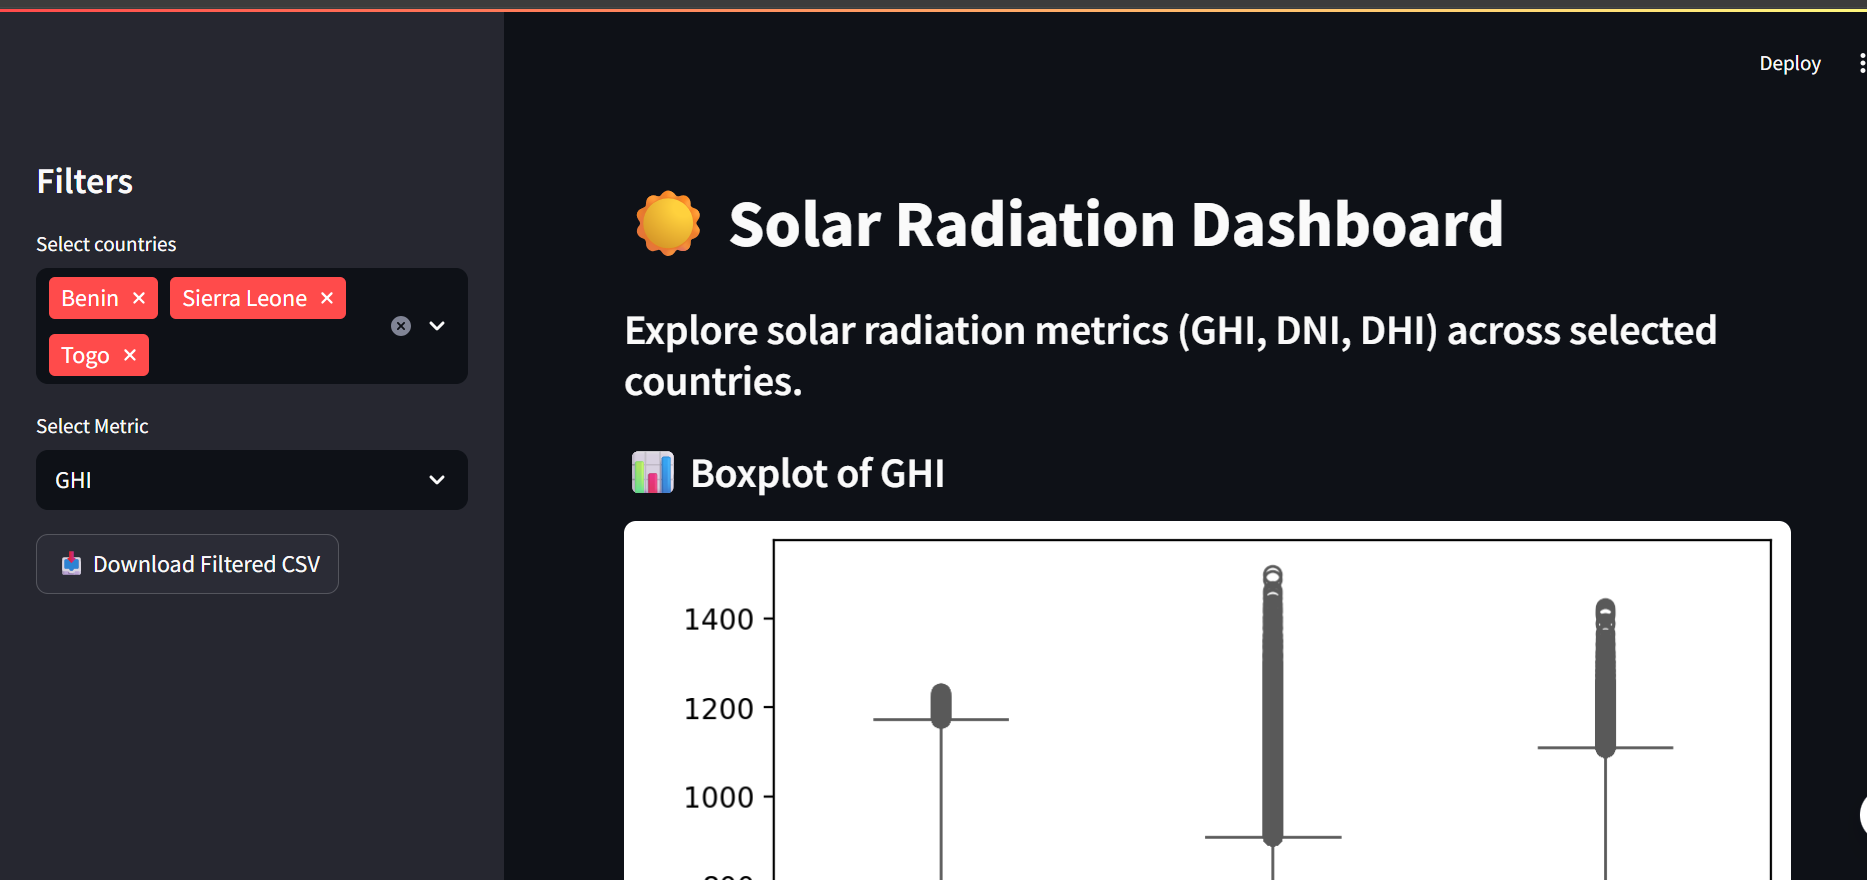 Deploy
Filters
Select countries
Benin × Sierra Leone ×
Togo ×
Select Metric
GHI
Download Filtered CSV
Solar Radiation Dashboard
Explore solar radiation metrics (GHI, DNI, DHI) across selected
countries.
Boxplot of GHI
1400
1200
1000